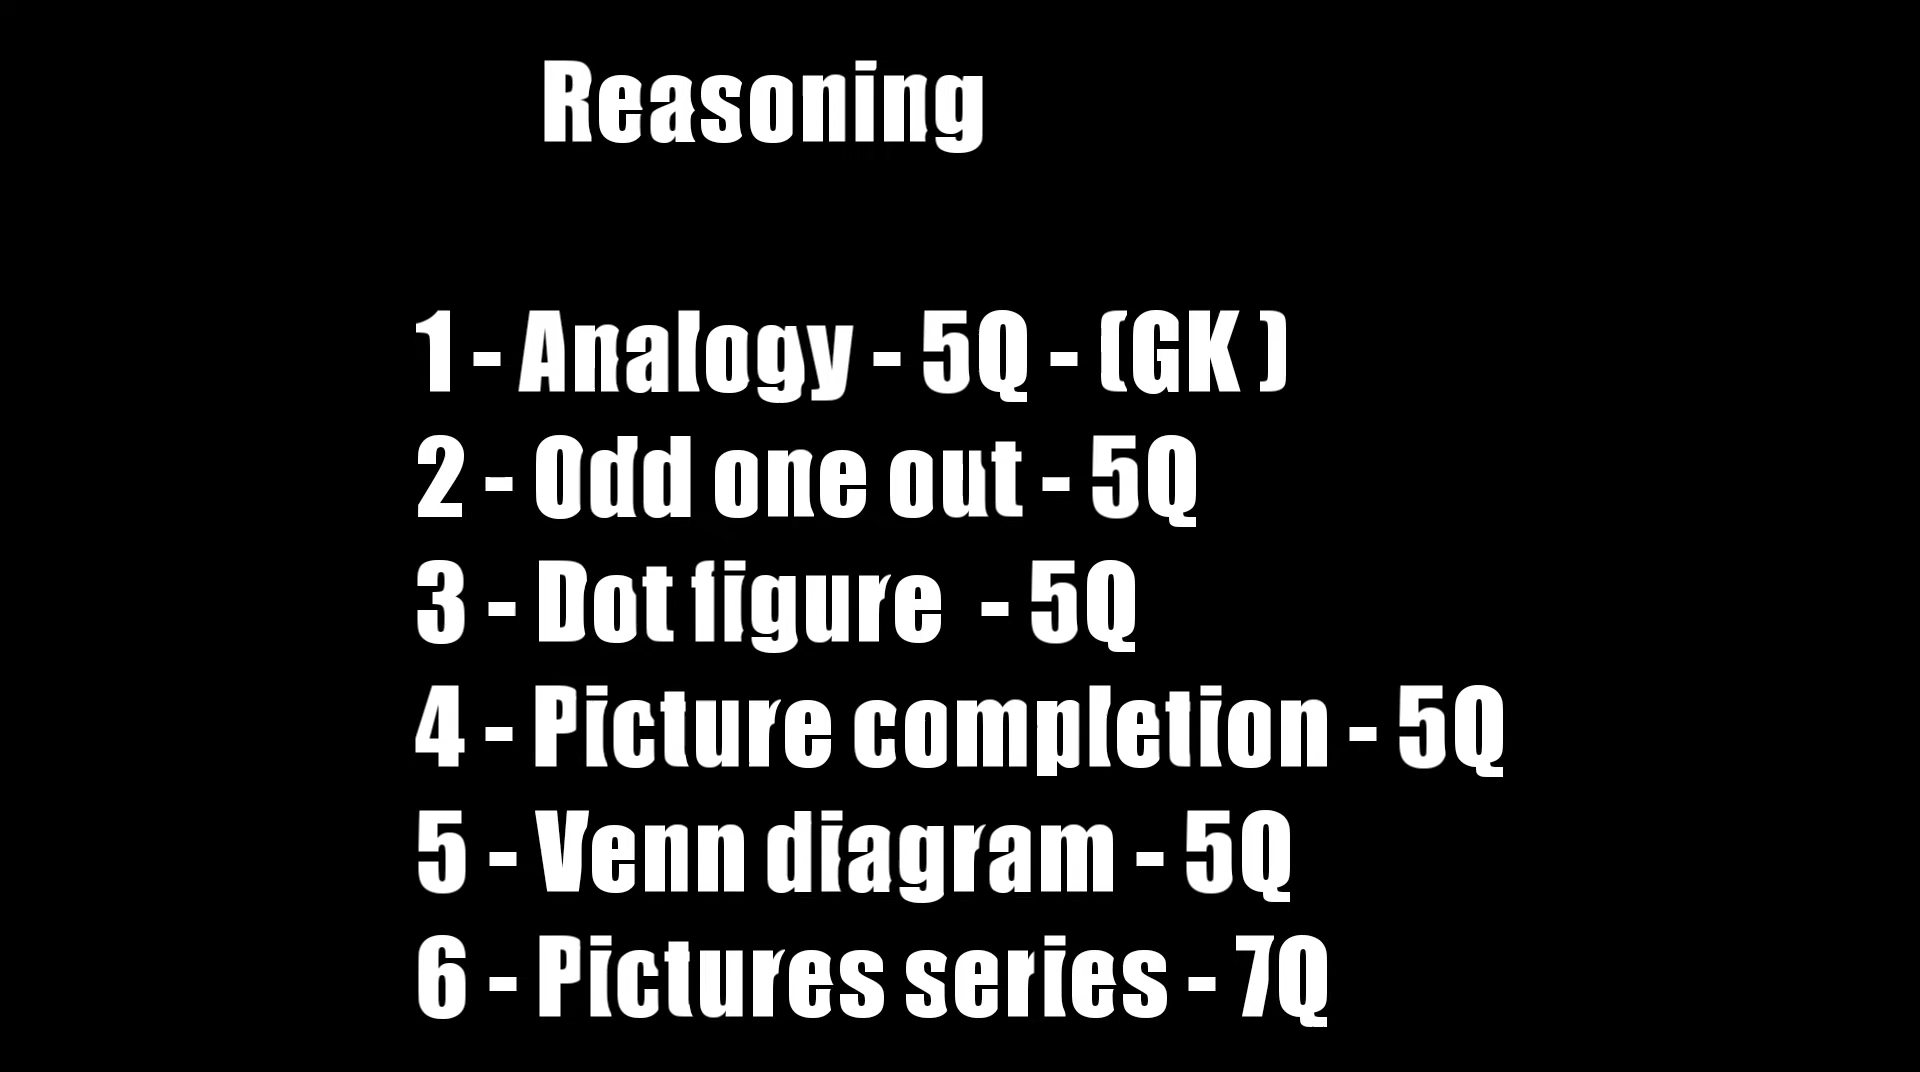 Reasoning
1 - Analogy - 5Q - (GK )
2 - Odd one out - 5Q
3 - Dot figure - 5Q
4 - Picture completion - 5Q
5 - Venn diagram - 5Q
6 - Pictures series - 7Q